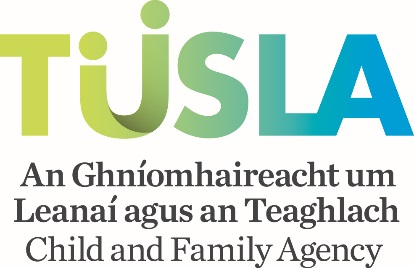 TUSLA
An Ghníomhaireacht um
Leanaí agus an Teaghlach
Child and Family Agency